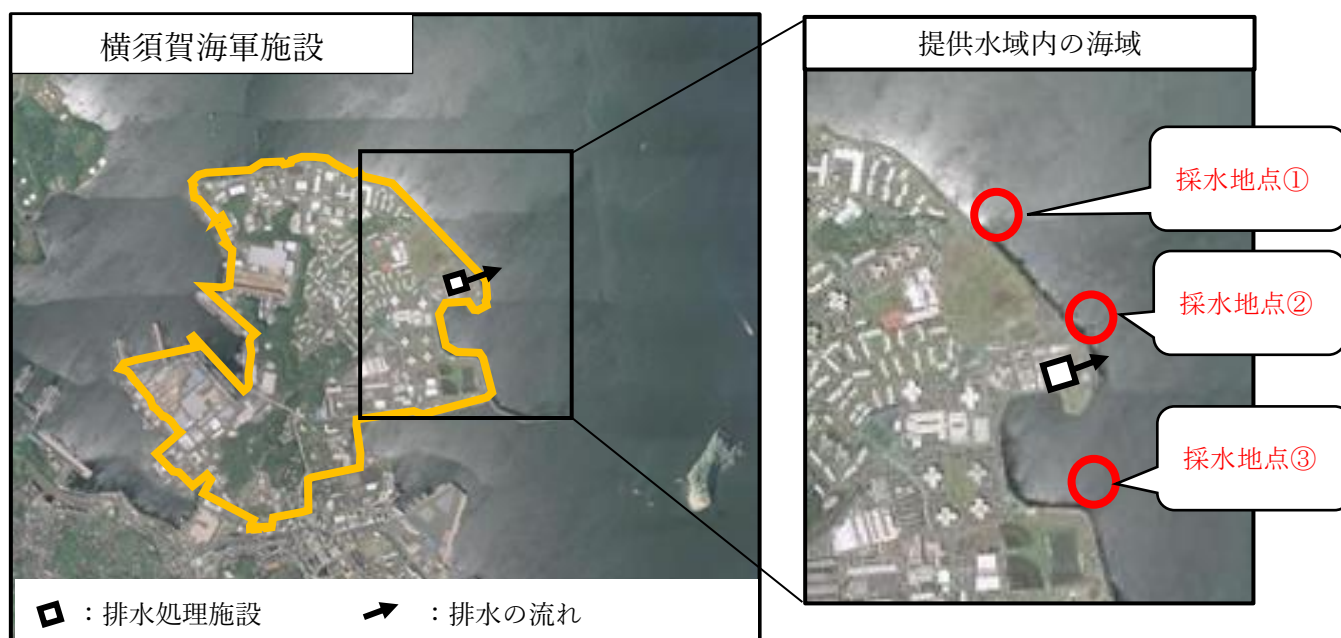 横須賀海軍施設
提供水域内の海域
採水地点①
採水地点②
採水地点③
：排水処理施設
：排水の流れ